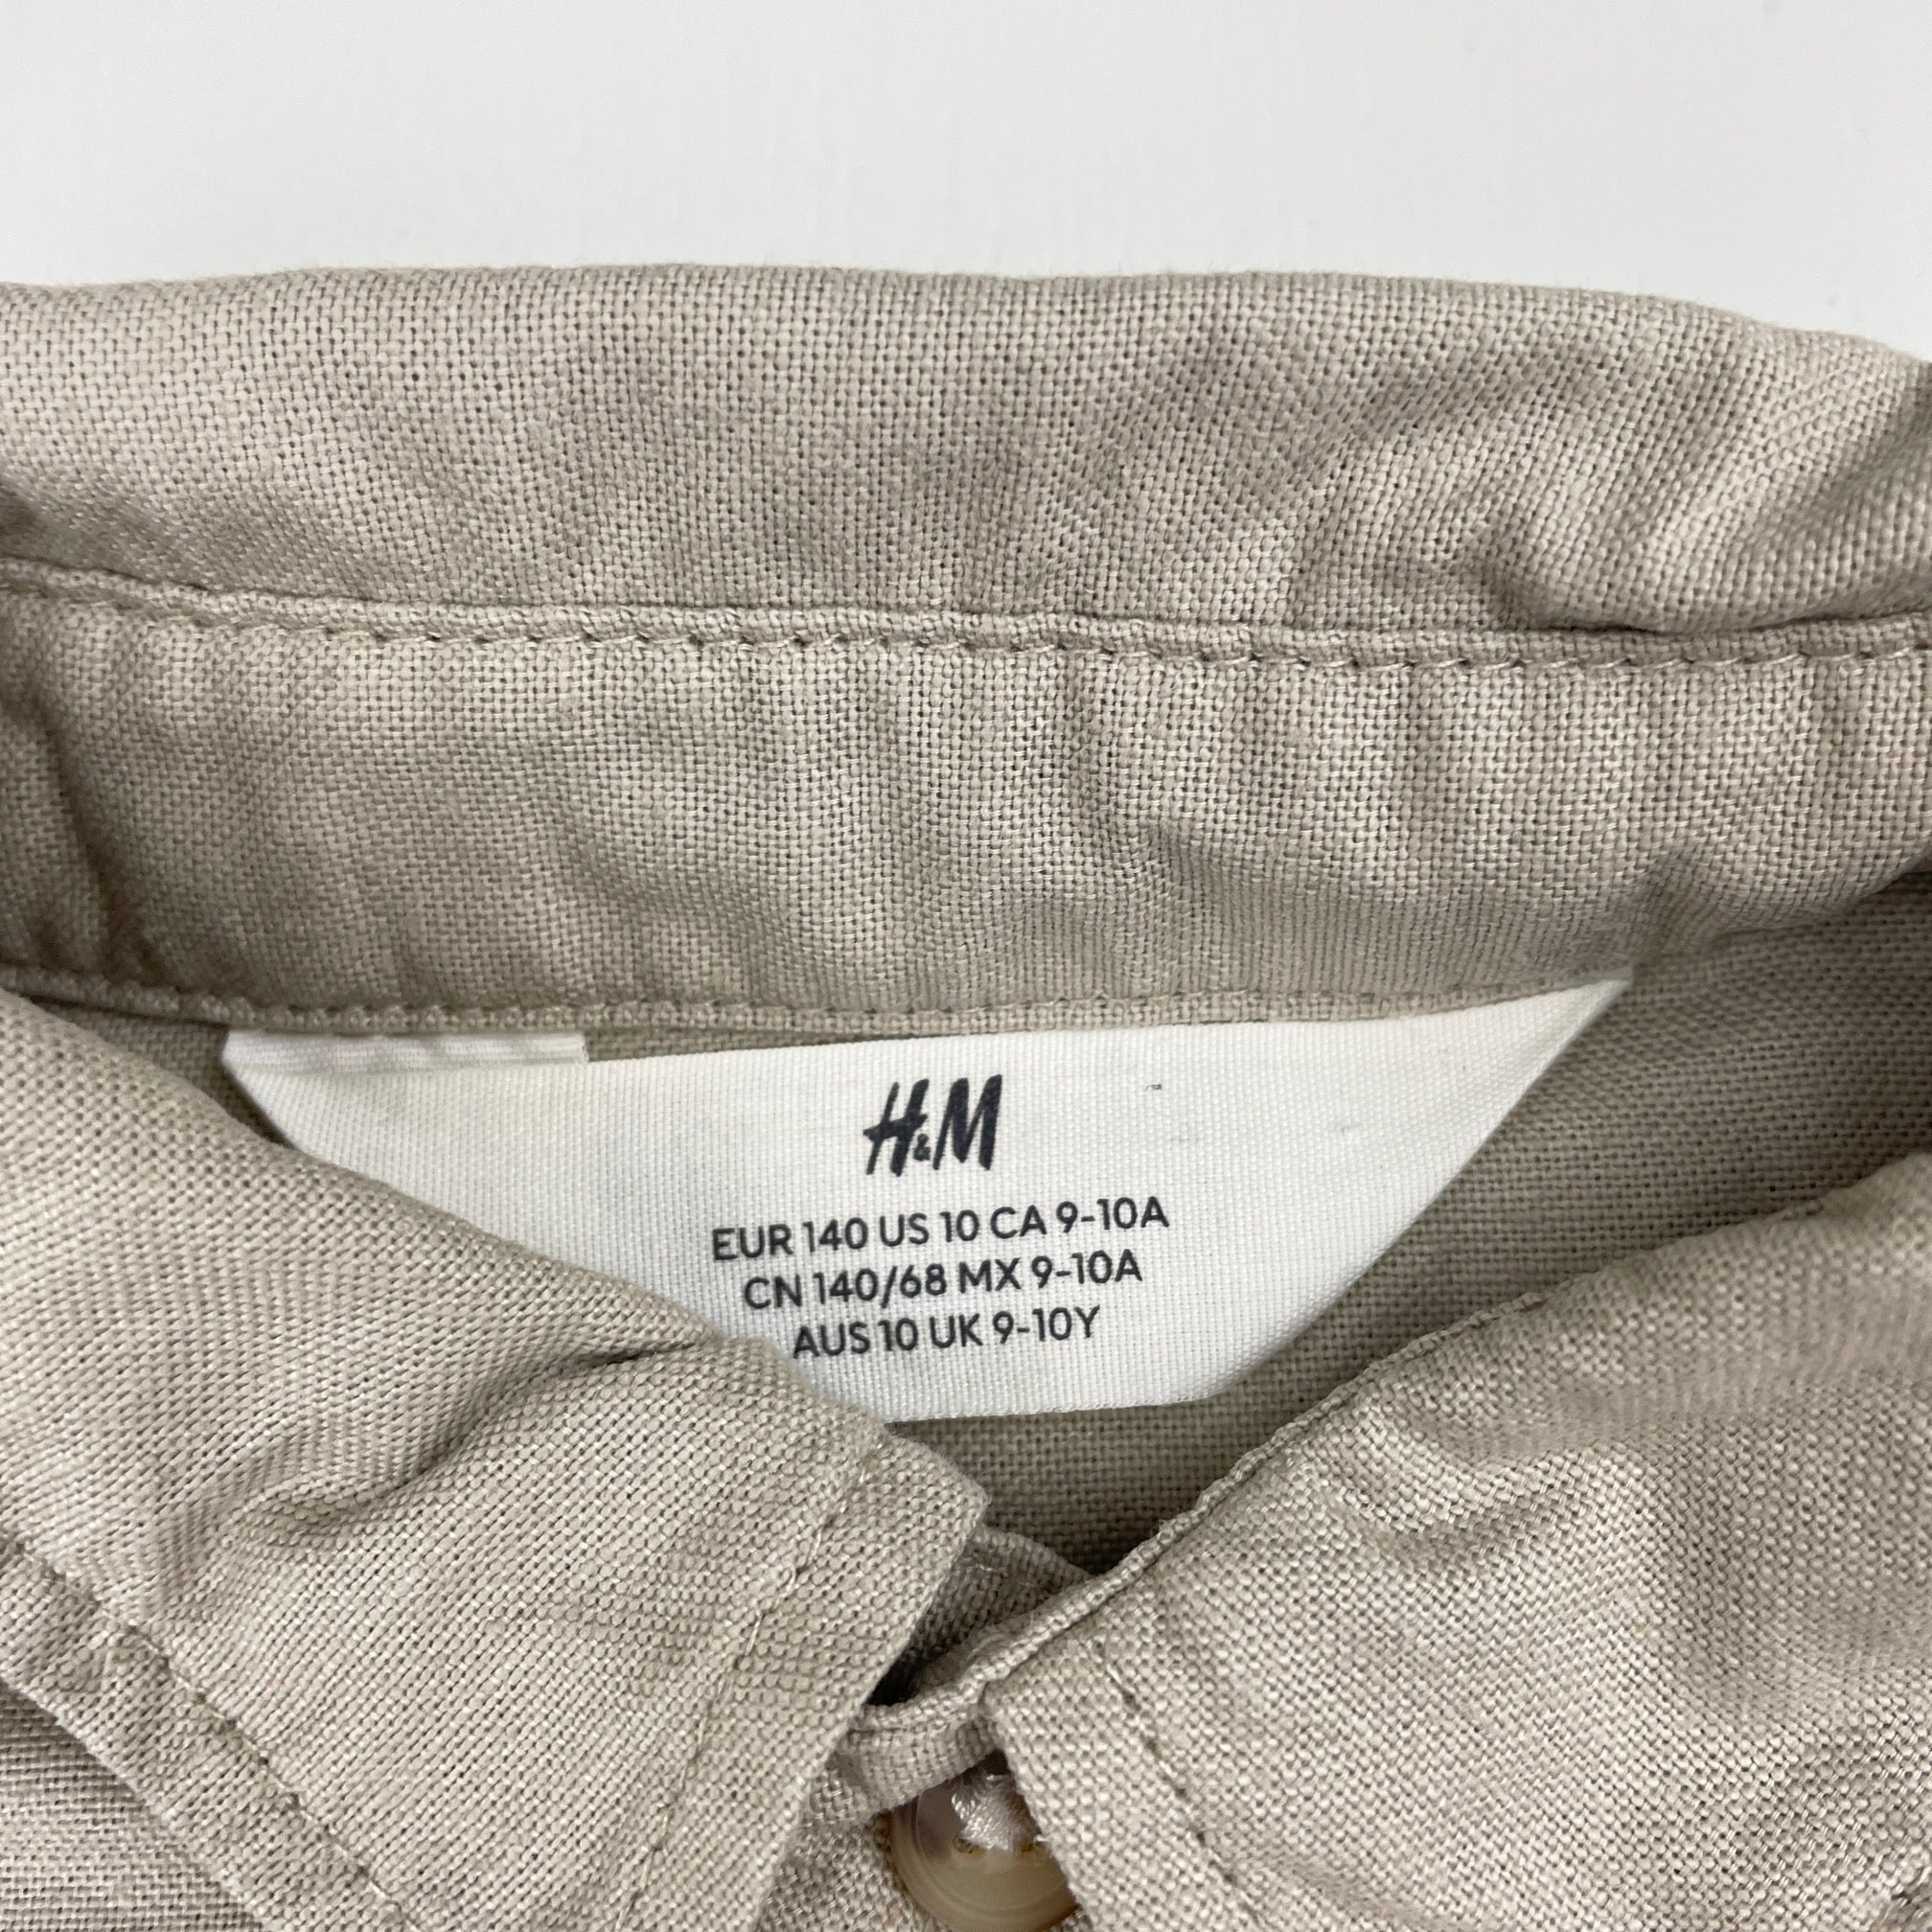 H&M
EUR 140 US 10 CA 9-10A
CN 140/68 MX 9-10A
AUS 10 UK 9-10Y